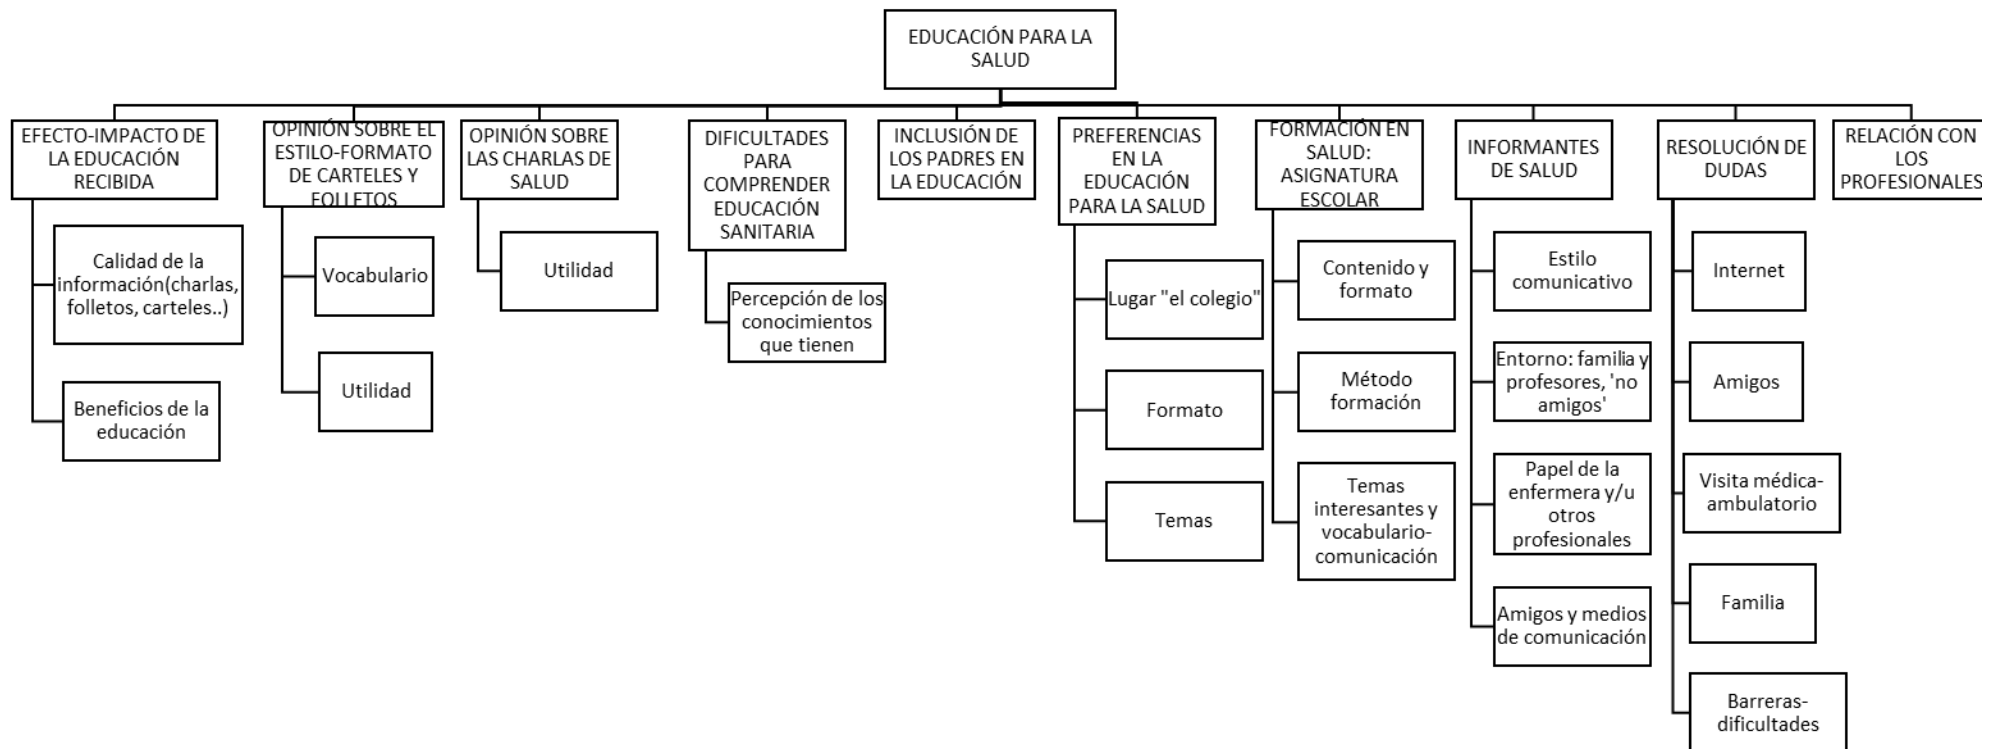 EDUCACIÓN PARA LA
SALUD
EFECTO-IMPACTO DE
LA EDUCACIÓN
RECIBIDA
Calidad de la
información(charlas,
folletos, carteles..)
Beneficios de la
educación
OPINIÓN SOBRE EL
ESTILO-FORMATO
DE CARTELES Y
FOLLETOS
Vocabulario
Utilidad
OPINIÓN SOBRE
LAS CHARLAS DE
SALUD
Utilidad
DIFICULTADES
PARA
COMPRENDER
EDUCACIÓN
SANITARIA
Percepción de los
conocimientos
que tienen
INCLUSIÓN DE
LOS PADRES EN
LA EDUCACIÓN
PREFERENCIAS
EN LA
EDUCACIÓN
PARA LA SALUD
Lugar "el colegio"
Formato
Temas
FORMACIÓN EN
SALUD:
ASIGNATURA
ESCOLAR
Contenido y
formato
Método
formación
Temas
interesantes y
vocabulario-
comunicación
INFORMANTES
DE SALUD
Estilo
comunicativo
Entorno: familia y
profesores, 'no
amigos'
Papel de la
enfermera y/u
otros
profesionales
Amigos y medios
de comunicación
RESOLUCIÓN DE
DUDAS
Internet
Amigos
Visita médica-
ambulatorio
Familia
Barreras-
dificultades
RELACIÓN CON
LOS
PROFESIONALES